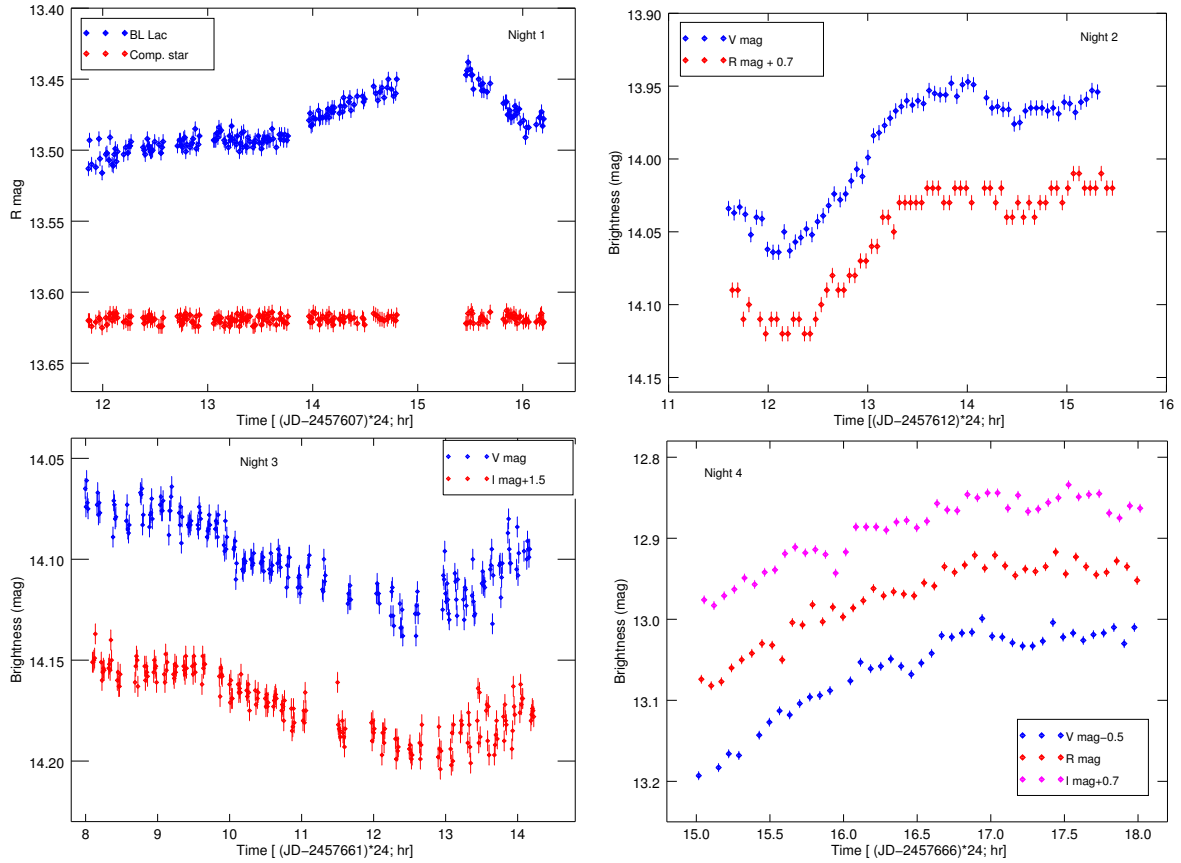 13.40
13.45
13.50
13.55
13.60
13.65
R mag
BL Lac
Comp. star
Night 1
12 13 14 15 16
Time [ (JD−2457607)*24; hr]
13.90
13.95
14.00
14.05
14.10
14.15
Brightness (mag)
V mag
R mag + 0.7
Night 2
11 12 13 14 15 16
Time [(JD−2457612)*24; hr]
14.05
14.10
14.15
14.20
Brightness (mag)
Night 3
V mag
I mag+1.5
8 9 10 11 12 13 14
Time [ (JD−2457661)*24; hr]
12.8
12.9
13.0
13.1
13.2
Brightness (mag)
Night 4
V mag−0.5
R mag
I mag+0.7
15.0 15.5 16.0 16.5 17.0 17.5 18.0
Time [ (JD−2457666)*24; hr]